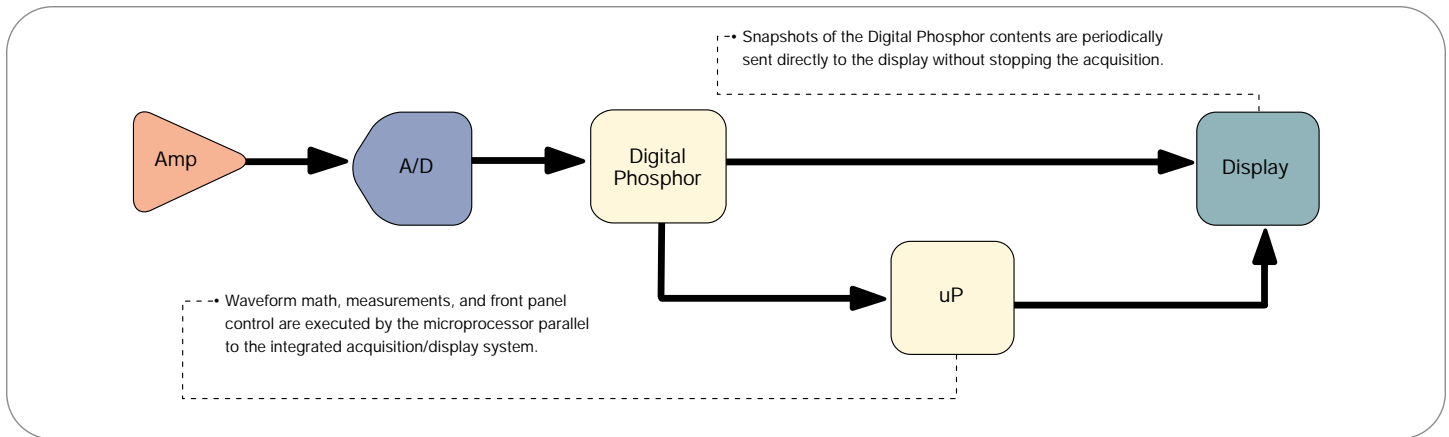 • Snapshots of the Digital Phosphor contents are periodically
sent directly to the display without stopping the acquisition.
Amp
A/D
Digital
Phosphor
Display
uP
• Waveform math, measurements, and front panel
control are executed by the microprocessor parallel
to the integrated acquisition/display system.